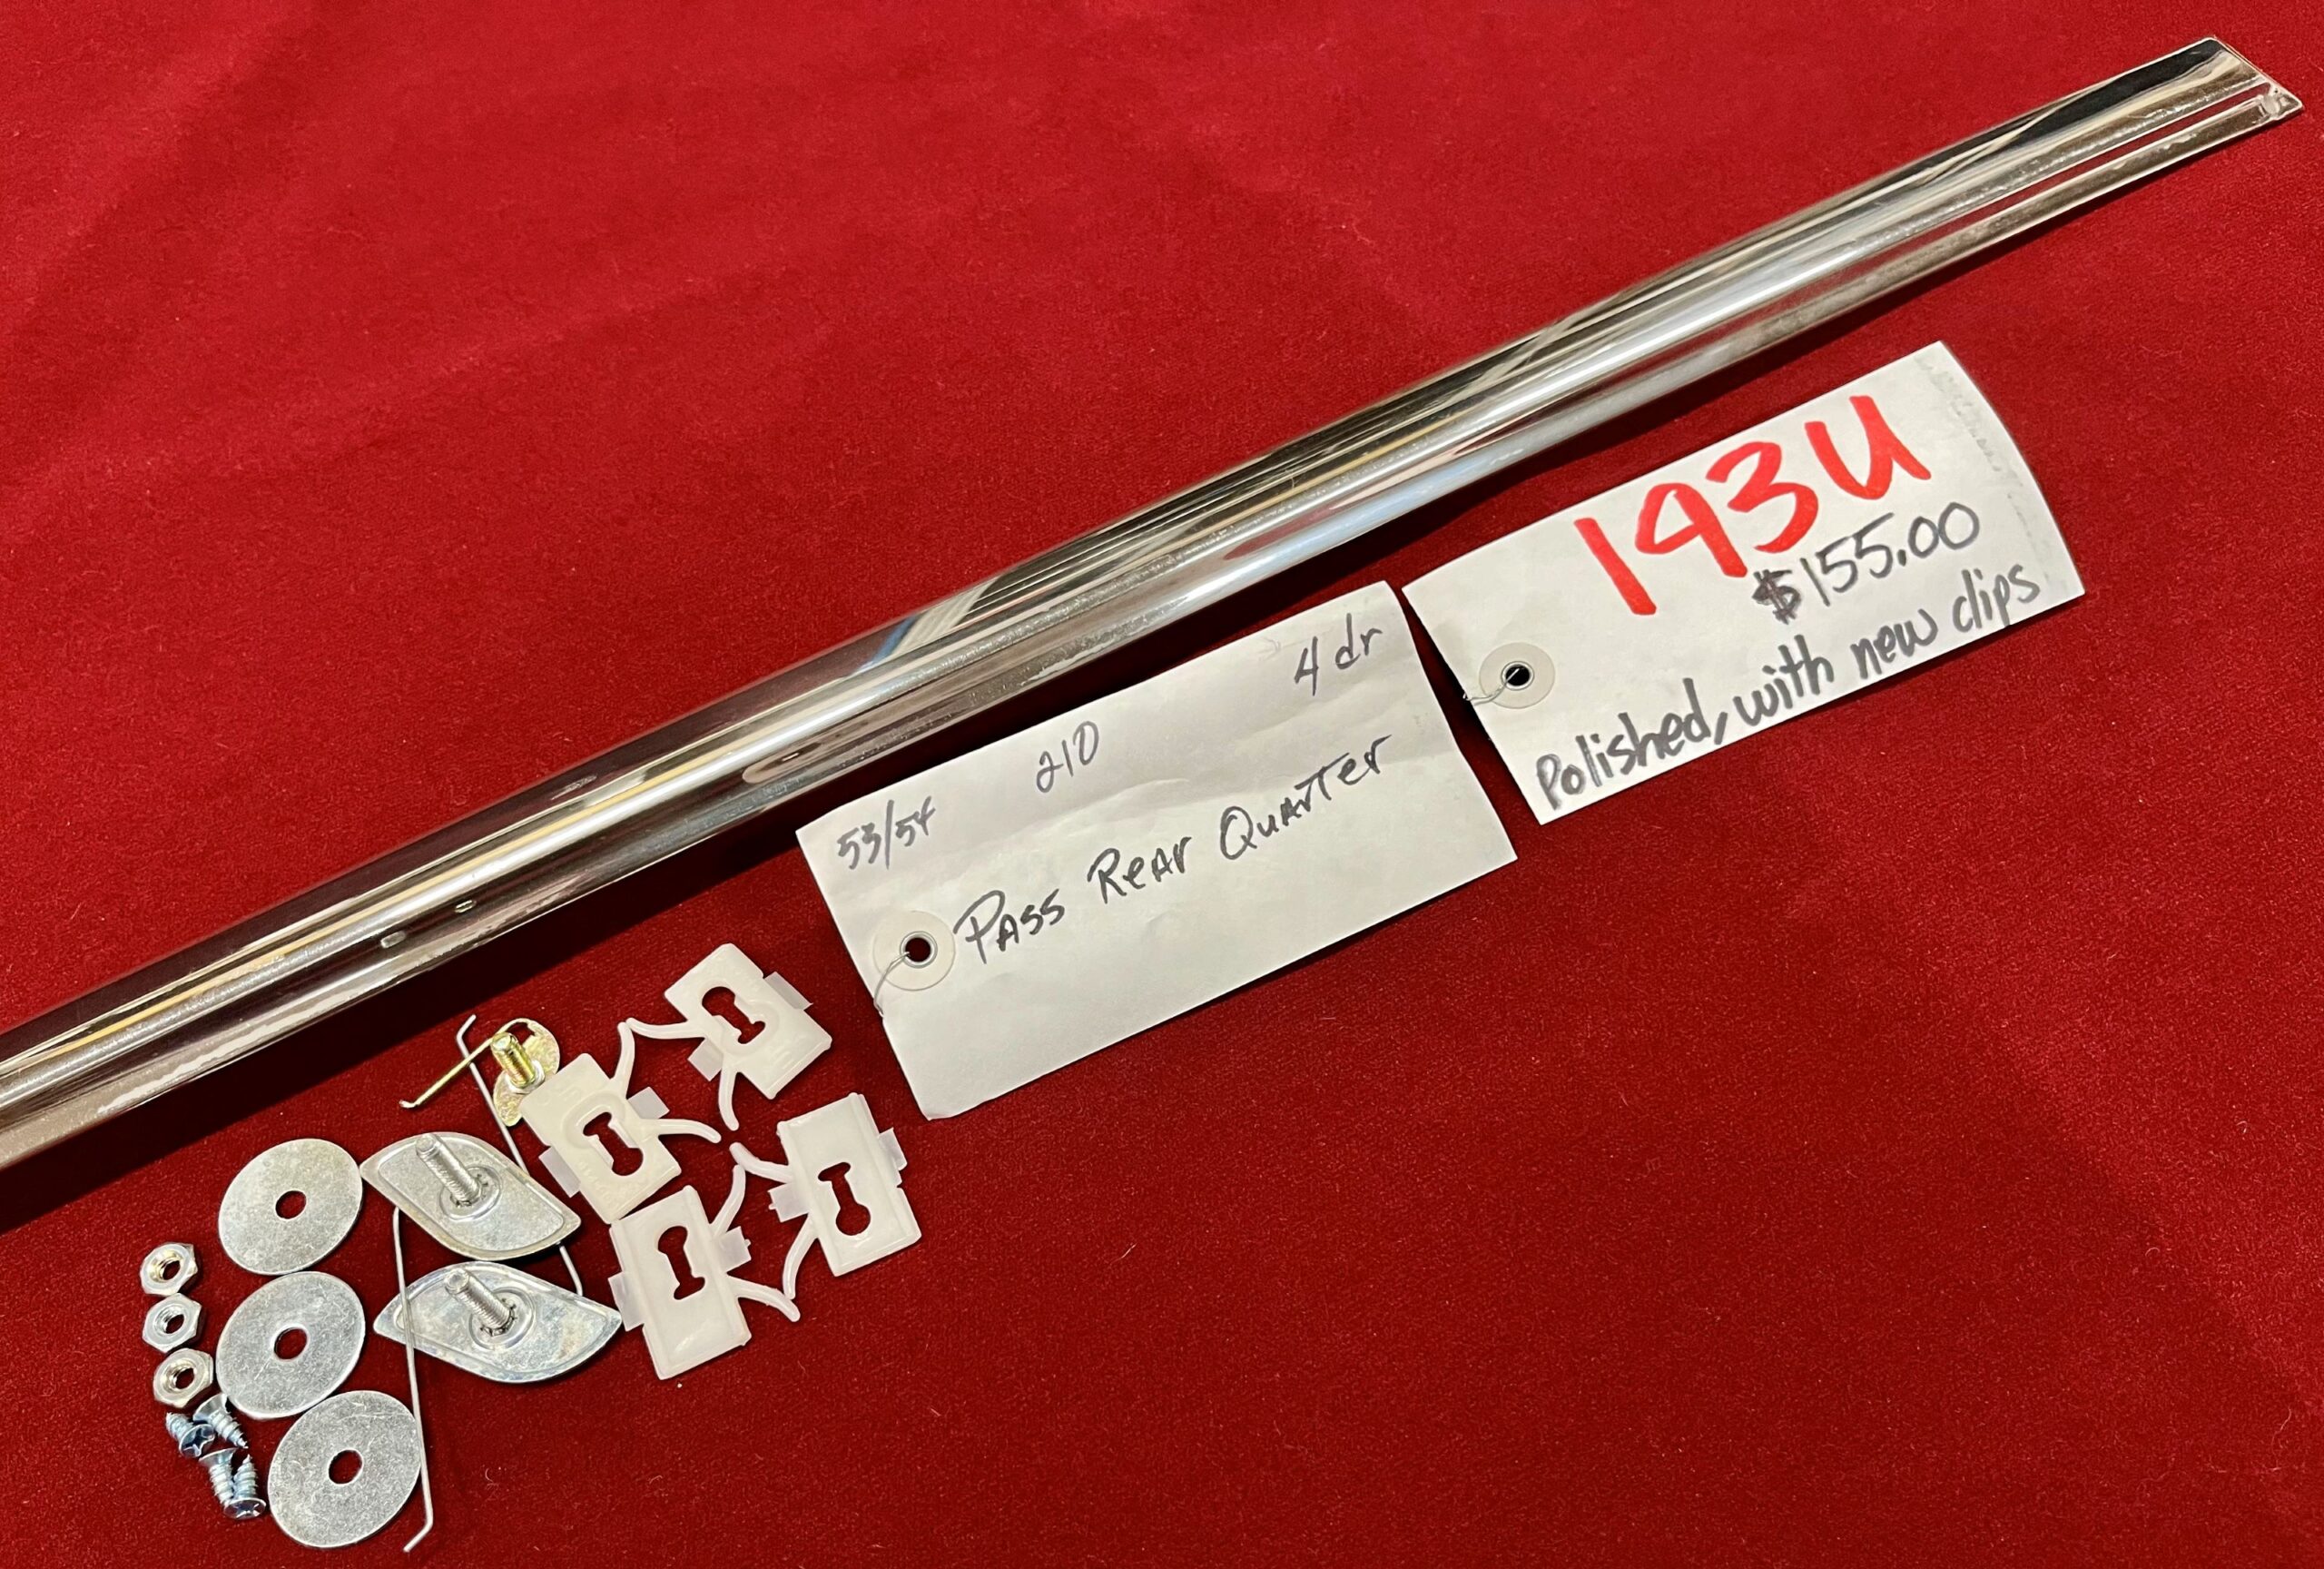 53/54 210 4 dr
Pass Rear Quarter
193U
$155.00
Polished, with new clips